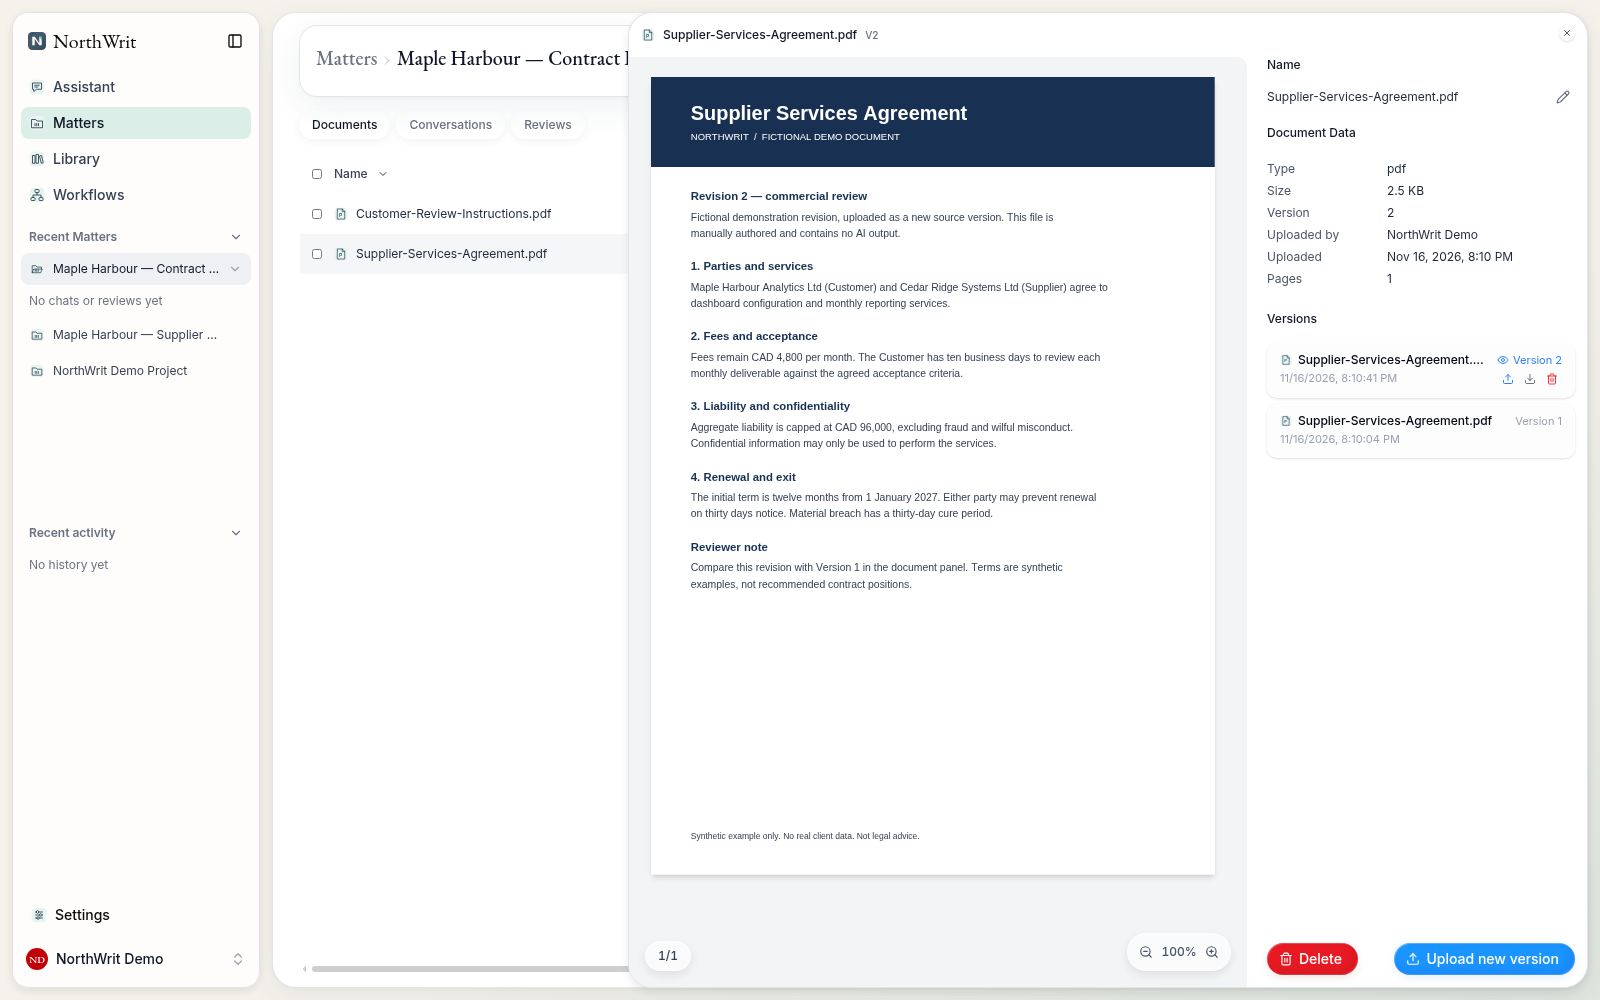 NorthWrit
Assistant
Matters
Library
Workflows
Recent Matters
Maple Harbour — Contract ...
No chats or reviews yet
Maple Harbour — Supplier ...
NorthWrit Demo Project
Recent activity
No history yet
Settings
ND NorthWrit Demo
Matters › Maple Harbour — Contract
Documents Conversations Reviews
Name
Customer-Review-Instructions.pdf
Supplier-Services-Agreement.pdf
Supplier-Services-Agreement.pdf V2
Supplier Services Agreement
NORTHWRIT / FICTIONAL DEMO DOCUMENT
Revision 2 — commercial review
Fictional demonstration revision, uploaded as a new source version. This file is
manually authored and contains no AI output.
1. Parties and services
Maple Harbour Analytics Ltd (Customer) and Cedar Ridge Systems Ltd (Supplier) agree to
dashboard configuration and monthly reporting services.
2. Fees and acceptance
Fees remain CAD 4,800 per month. The Customer has ten business days to review each
monthly deliverable against the agreed acceptance criteria.
3. Liability and confidentiality
Aggregate liability is capped at CAD 96,000, excluding fraud and wilful misconduct.
Confidential information may only be used to perform the services.
4. Renewal and exit
The initial term is twelve months from 1 January 2027. Either party may prevent renewal
on thirty days notice. Material breach has a thirty-day cure period.
Reviewer note
Compare this revision with Version 1 in the document panel. Terms are synthetic
examples, not recommended contract positions.
Synthetic example only. No real client data. Not legal advice.
1/1
100%
Name
Supplier-Services-Agreement.pdf
Document Data
Type pdf
Size 2.5 KB
Version 2
Uploaded by NorthWrit Demo
Uploaded Nov 16, 2026, 8:10 PM
Pages 1
Versions
Supplier-Services-Agreement.... Version 2
11/16/2026, 8:10:41 PM
Supplier-Services-Agreement.pdf Version 1
11/16/2026, 8:10:04 PM
Delete
Upload new version